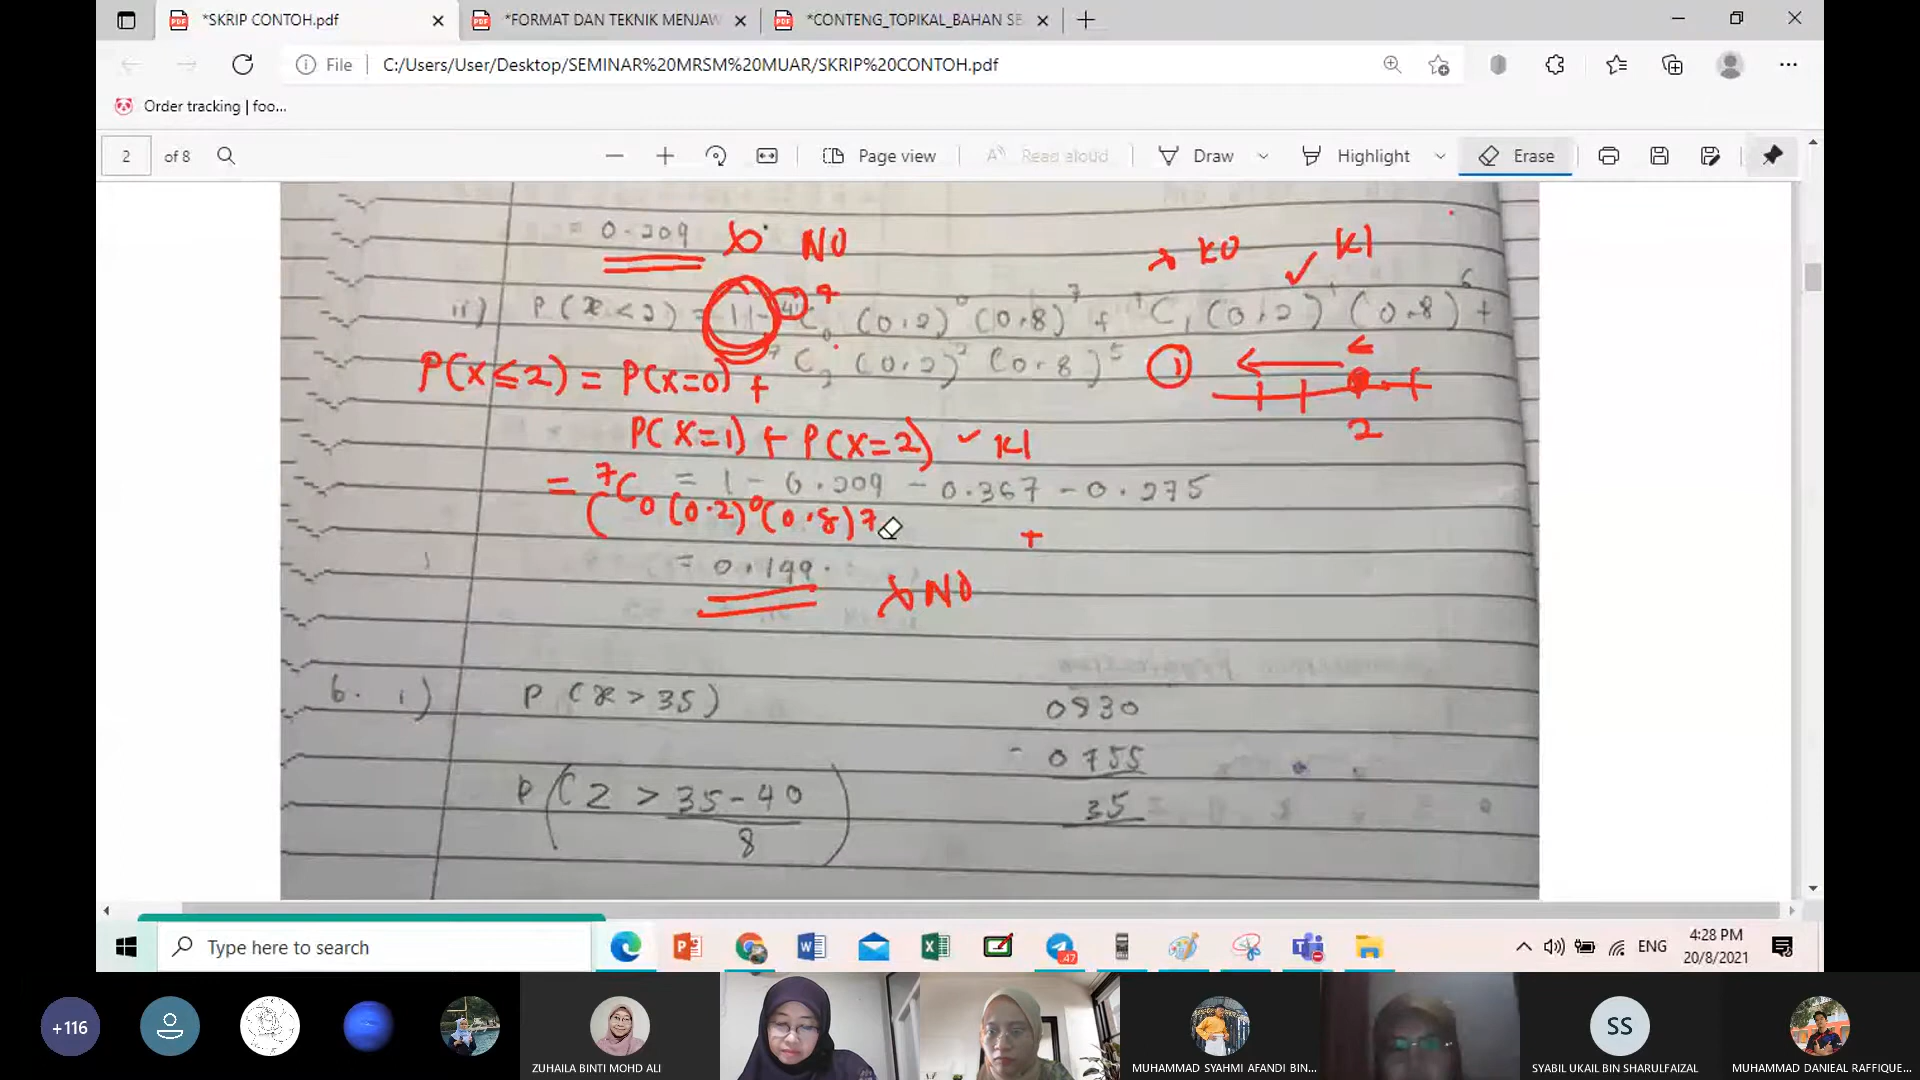 *SKRIP CONTOH.pdf
*FORMAT DAN TEKNIK MENJAW
*CONTENG_TOPIKAL_BAHAN SE
File
C:/Users/User/Desktop/SEMINAR%20MRSM%20MUAR/SKRIP%20CONTOH.pdf
Order tracking | foo...
2 of 8
Page view
Read aloud
Draw
Highlight
Erase
= 0.209 NO
K0 K1
ii) P(x<2) = 1 - ⁷C₀ (0.2)⁰ (0.8)⁷ + ⁷C₁ (0.2)¹ (0.8)⁶ +
⁷C₂ (0.2)² (0.8)⁵ ①
P(X≤2) = P(X=0) +
2
P(X=1) + P(X=2) ✓ K1
= 1 - 0.209 - 0.367 - 0.275
= (⁷C₀ (0.2)⁰ (0.8)⁷ +
= 0.149. NO
6. i) P (x > 35)
0830
- 0755
35
P(Z > 35-40
8)
Type here to search
47
ENG
4:28 PM
20/8/2021
+116
ZUHAILA BINTI MOHD ALI
MUHAMMAD SYAHMI AFANDI BIN...
SS
SYABIL UKAIL BIN SHARULFAIZAL
MUHAMMAD DANIEAL RAFFIQUE...